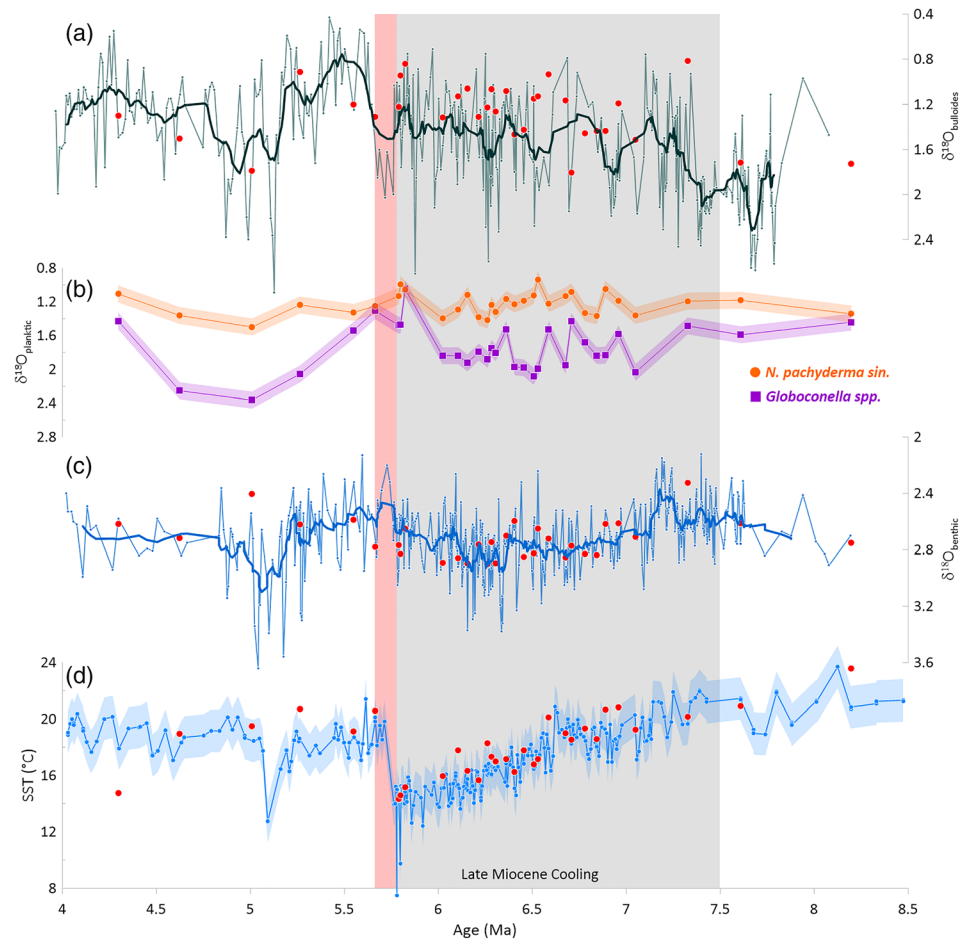 (a)
0.4
0.8
1.2
1.6
2
2.4
δ¹⁸O_bulloides
(b)
0.8
1.2
1.6
2
2.4
2.8
δ¹⁸O_planktic
N. pachyderma sin.
Globoconella spp.
(c)
2
2.4
2.8
3.2
3.6
δ¹⁸O_benthic
(d)
24
20
16
12
8
SST (°C)
Late Miocene Cooling
4 4.5 5 5.5 6 6.5 7 7.5 8 8.5
Age (Ma)